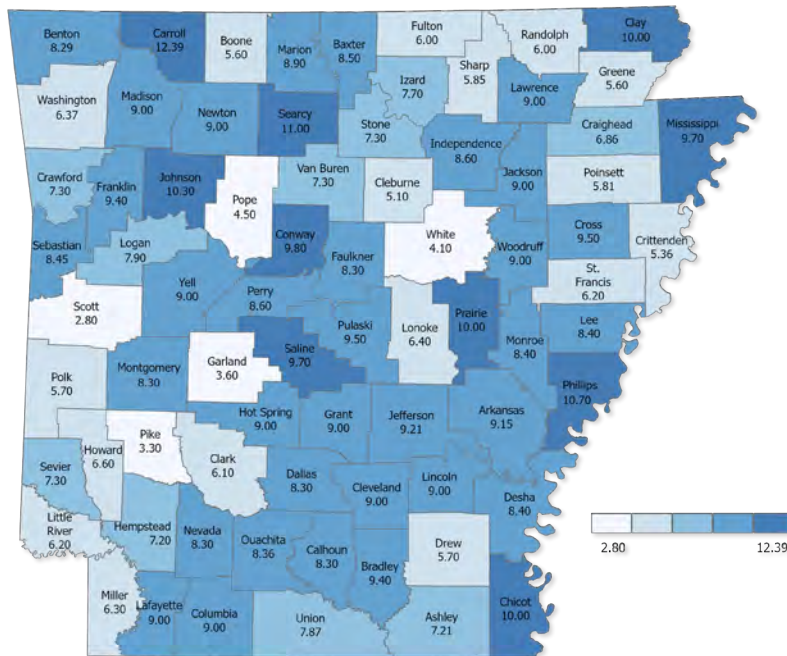 Benton
8.29
Carroll
12.39
Boone
5.60
Marion
8.90
Baxter
8.50
Fulton
6.00
Randolph
6.00
Clay
10.00
Sharp
5.85
Izard
7.70
Lawrence
9.00
Greene
5.60
Washington
6.37
Madison
9.00
Newton
9.00
Searcy
11.00
Stone
7.30
Independence
8.60
Craighead
6.86
Mississippi
9.70
Crawford
7.30
Franklin
9.40
Johnson
10.30
Pope
4.50
Van Buren
7.30
Cleburne
5.10
Jackson
9.00
Poinsett
5.81
Sebastian
8.45
Logan
7.90
Conway
9.80
Faulkner
8.30
White
4.10
Woodruff
9.00
Cross
9.50
Crittenden
5.36
St.
Francis
6.20
Scott
2.80
Yell
9.00
Perry
8.60
Pulaski
9.50
Lonoke
6.40
Prairie
10.00
Monroe
8.40
Lee
8.40
Polk
5.70
Montgomery
8.30
Garland
3.60
Saline
9.70
Phillips
10.70
Hot Spring
9.00
Grant
9.00
Jefferson
9.21
Arkansas
9.15
Sevier
7.30
Howard
6.60
Pike
3.30
Clark
6.10
Dallas
8.30
Cleveland
9.00
Lincoln
9.00
Desha
8.40
Little
River
6.20
Hempstead
7.20
Nevada
8.30
Ouachita
8.36
Calhoun
8.30
Bradley
9.40
Drew
5.70
Miller
6.30
Lafayette
9.00
Columbia
9.00
Union
7.87
Ashley
7.21
Chicot
10.00
2.80
12.39